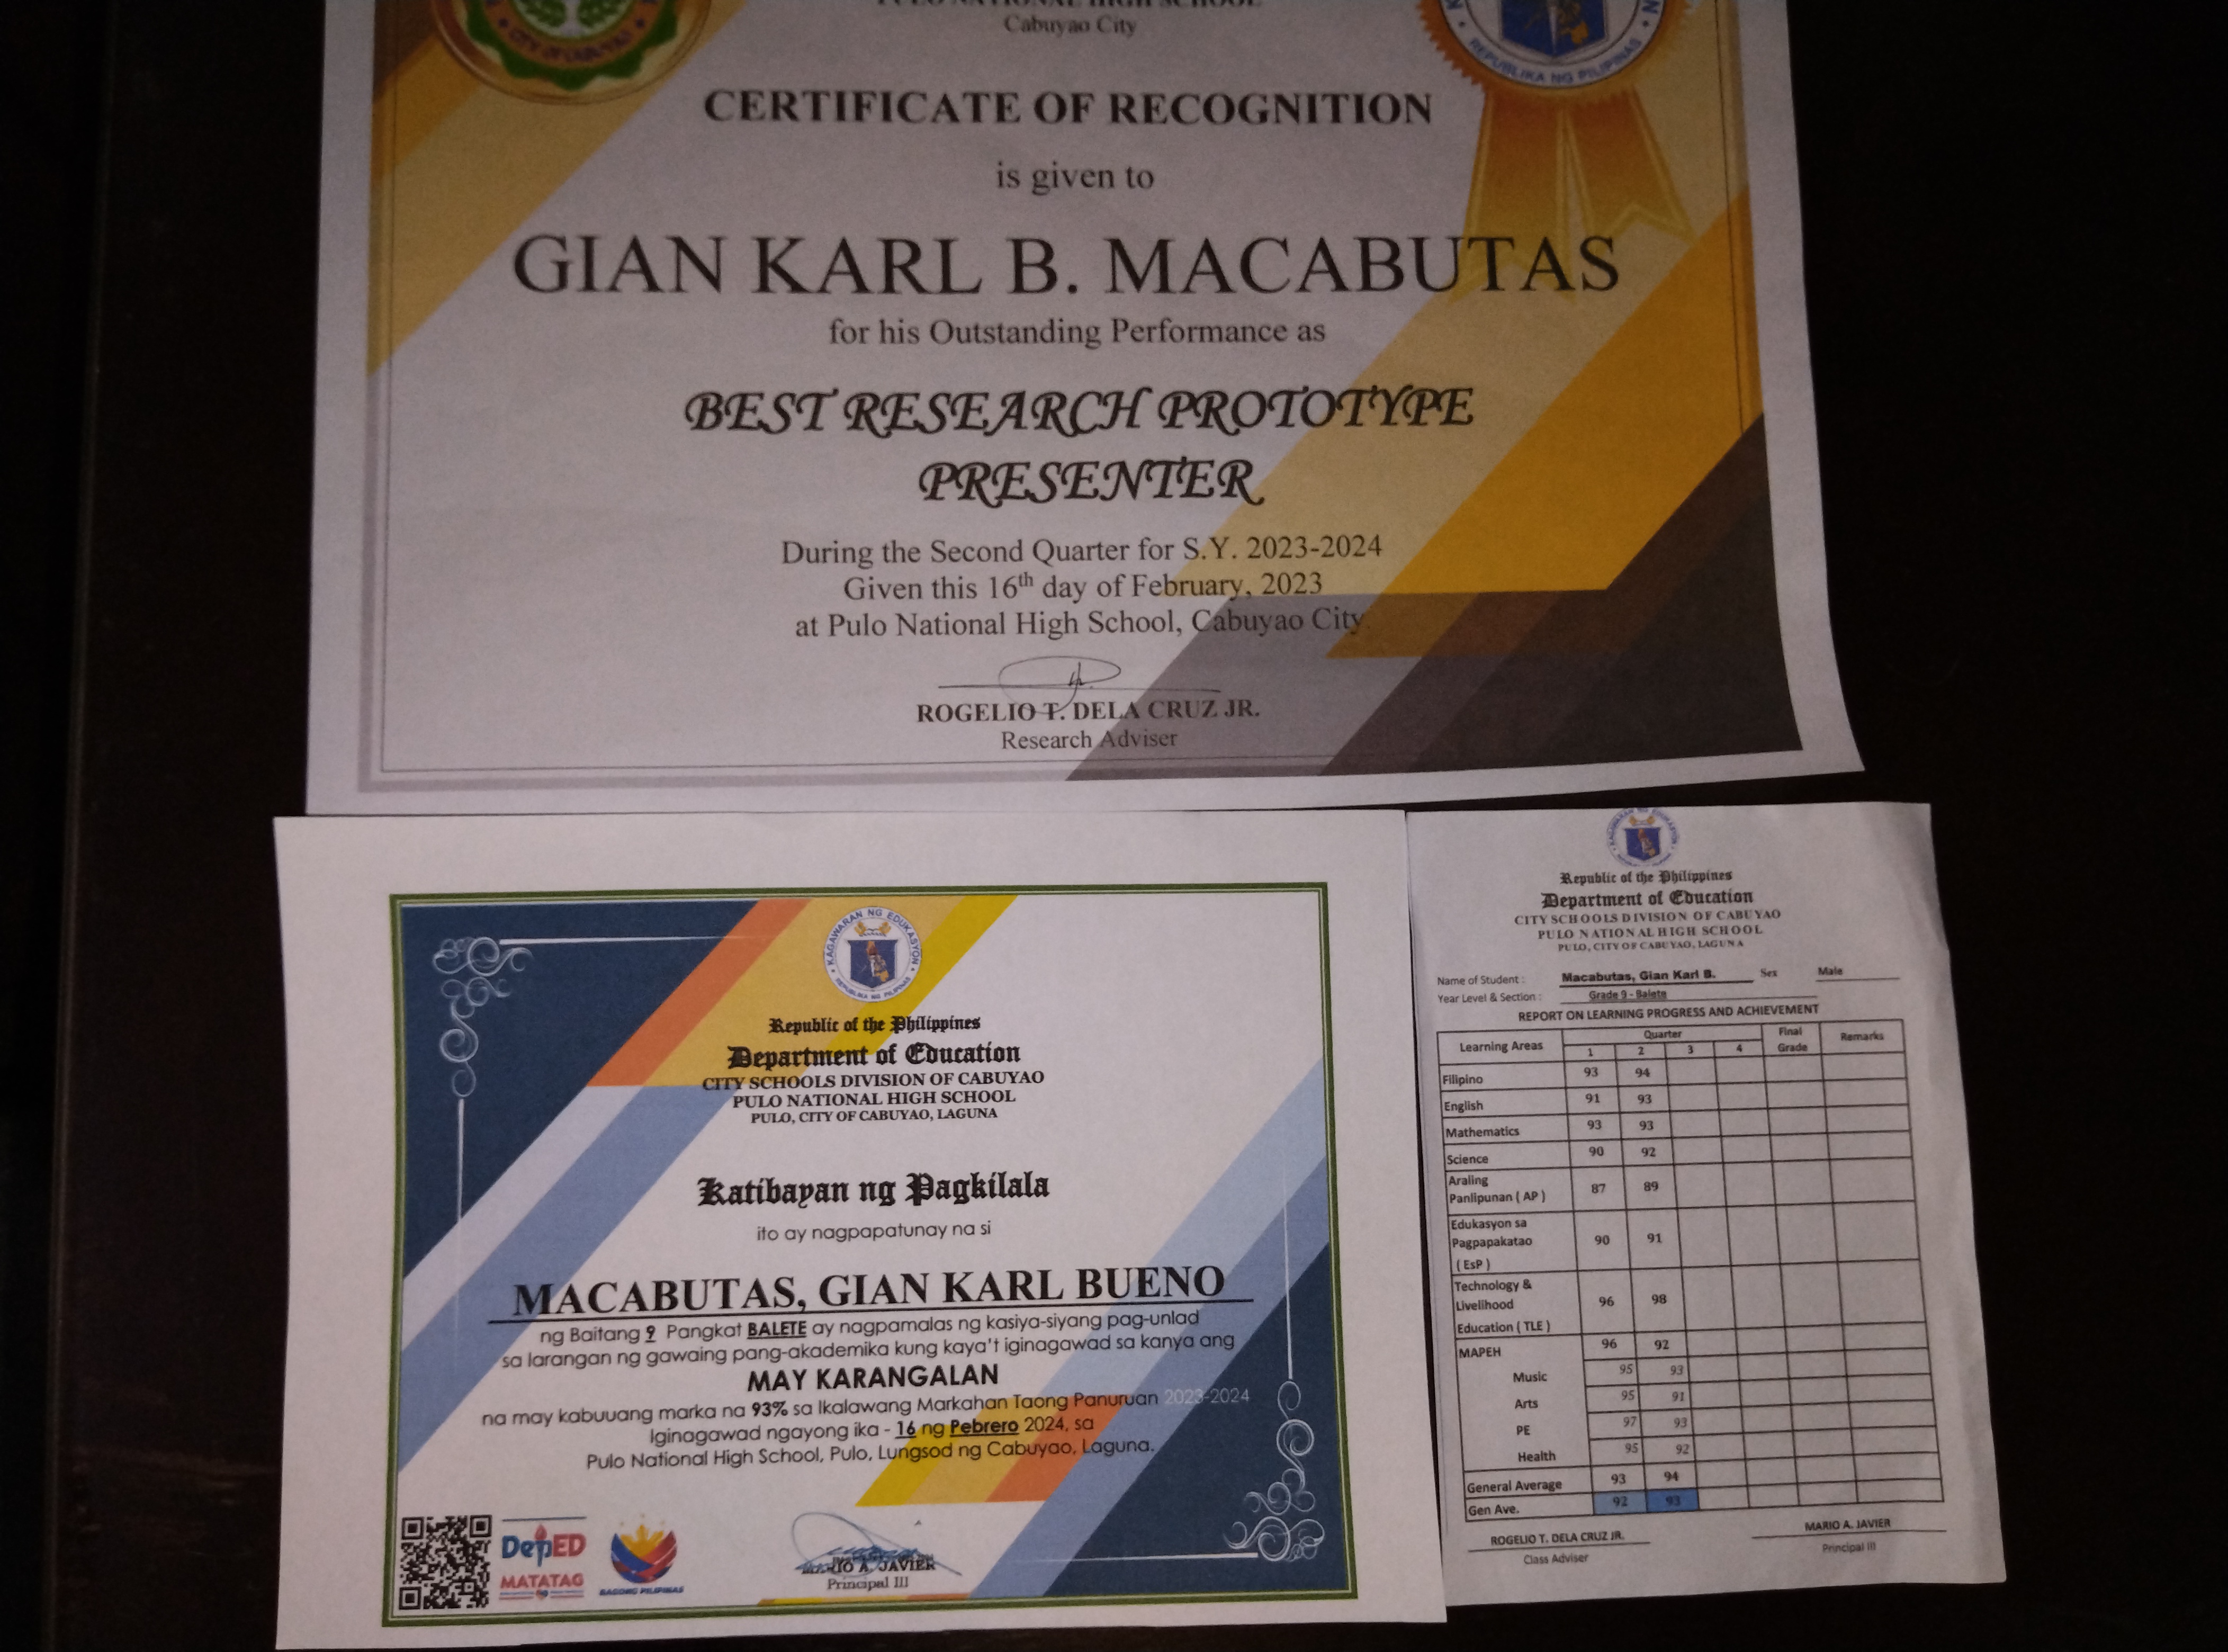 PULO NATIONAL HIGH SCHOOL
Cabuyao City
CITY OF CABUYAO
REPUBLIKA NG PILIPINAS
CERTIFICATE OF RECOGNITION
is given to
GIAN KARL B. MACABUTAS
for his Outstanding Performance as
BEST RESEARCH PROTOTYPE
PRESENTER
During the Second Quarter for S.Y. 2023-2024
Given this 16th day of February, 2023
at Pulo National High School, Cabuyao City.
ROGELIO T. DELA CRUZ JR.
Research Adviser
KAGAWARAN NG EDUKASYON
REPUBLIKA NG PILIPINAS
Republic of the Philippines
Department of Education
CITY SCHOOLS DIVISION OF CABUYAO
PULO NATIONAL HIGH SCHOOL
PULO, CITY OF CABUYAO, LAGUNA
Katibayan ng Pagkilala
ito ay nagpapatunay na si
MACABUTAS, GIAN KARL BUENO
ng Baitang 9 Pangkat BALETE ay nagpamalas ng kasiya-siyang pag-unlad
sa larangan ng gawaing pang-akademika kung kaya't iginagawad sa kanya ang
MAY KARANGALAN
na may kabuuang marka na 93% sa Ikalawang Markahan Taong Panuruan 2023-2024
Iginagawad ngayong ika - 16 ng Pebrero 2024, sa
Pulo National High School, Pulo, Lungsod ng Cabuyao, Laguna.
DepED
MATATAG
BAGONG PILIPINAS
A. JAVIER
Principal III
Republic of the Philippines
Department of Education
CITY SCHOOLS DIVISION OF CABUYAO
PULO NATIONAL HIGH SCHOOL
PULO, CITY OF CABUYAO, LAGUNA
Name of Student : Macabutas, Gian Karl B. Sex Male
Year Level & Section : Grade 9 - Balete
REPORT ON LEARNING PROGRESS AND ACHIEVEMENT
Learning Areas Quarter Final Grade Remarks
1 2 3 4
Filipino 93 94
English 91 93
Mathematics 93 93
Science 90 92
Araling
Panlipunan ( AP ) 87 89
Edukasyon sa
Pagpapakatao 90 91
( EsP )
Technology &
Livelihood 96 98
Education ( TLE )
MAPEH 96 92
Music 95 93
Arts 95 91
PE 97 93
Health 95 92
General Average 93 94
Gen Ave. 92 93
ROGELIO T. DELA CRUZ JR. MARIO A. JAVIER
Class Adviser Principal III